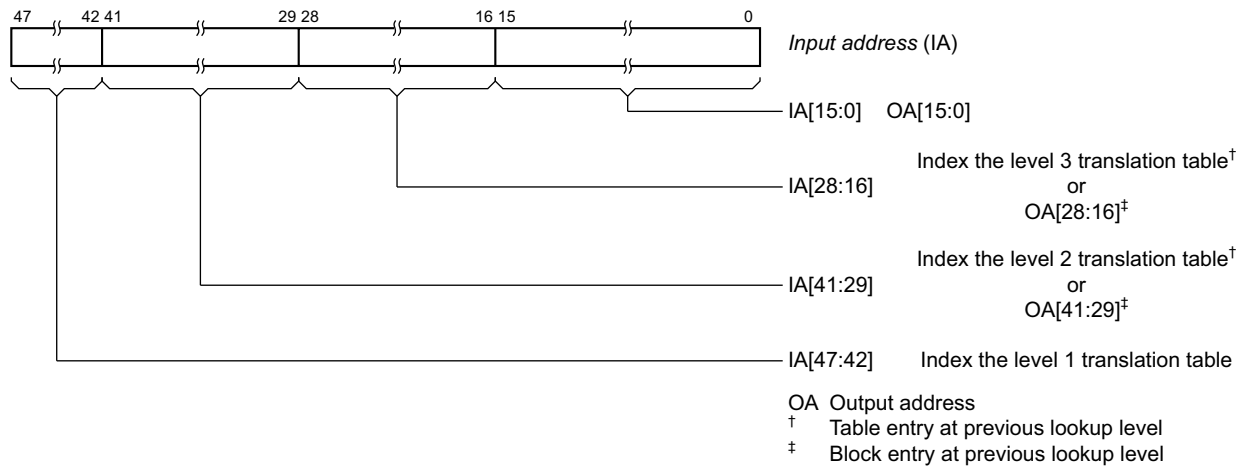 47 42 41 29 28 16 15 0
Input address (IA)
IA[15:0] OA[15:0]
Index the level 3 translation table†
IA[28:16] or
OA[28:16]‡
Index the level 2 translation table†
IA[41:29] or
OA[41:29]‡
IA[47:42] Index the level 1 translation table
OA Output address
† Table entry at previous lookup level
‡ Block entry at previous lookup level